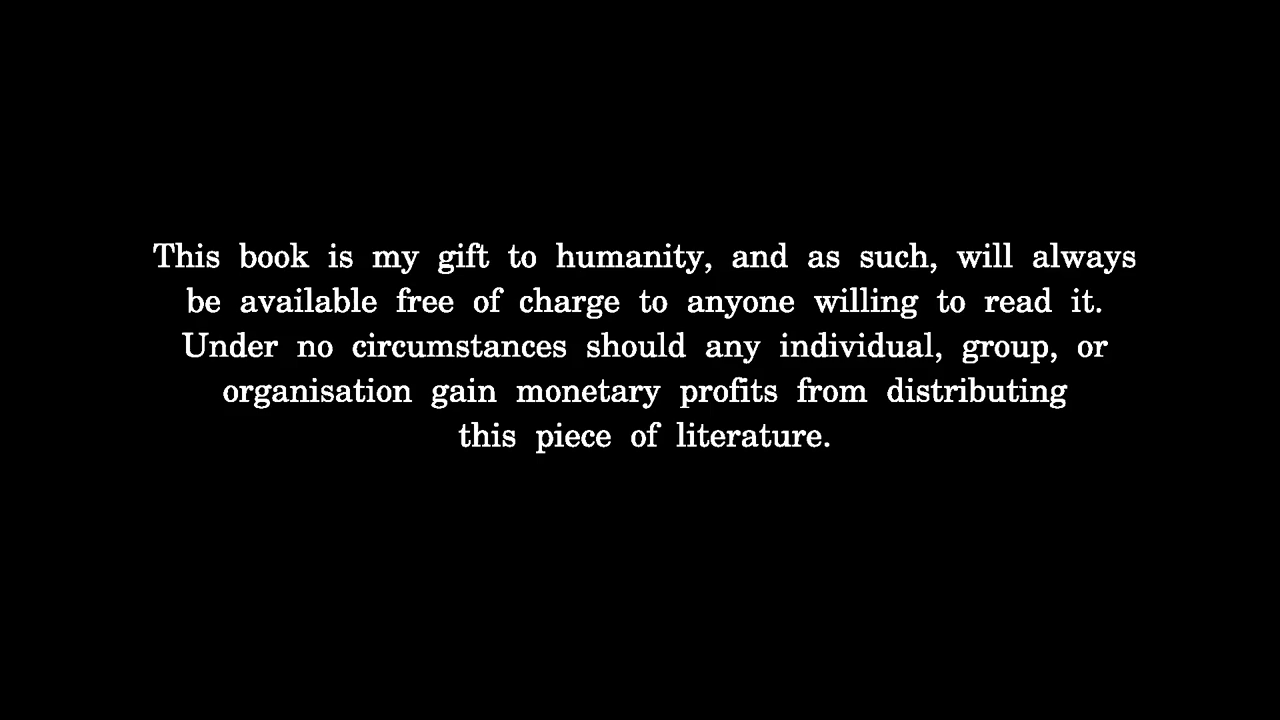 This book is my gift to humanity, and as such, will always
be available free of charge to anyone willing to read it.
Under no circumstances should any individual, group, or
organisation gain monetary profits from distributing
this piece of literature.